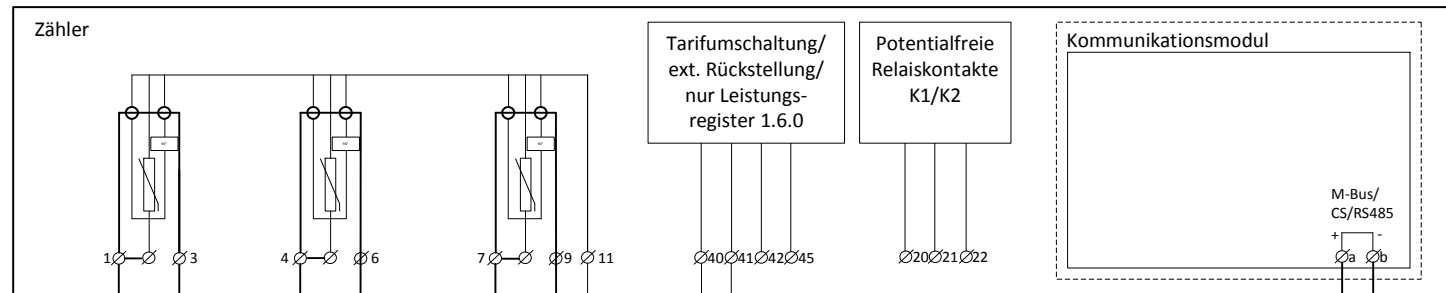 Zähler
Tarifumschaltung/
ext. Rückstellung/
nur Leistungs-
register 1.6.0
Potentialfreie
Relaiskontakte
K1/K2
Kommunikationsmodul
M-Bus/
CS/RS485
+ -
1 3 4 6 7 9 11 40 41 42 45 20 21 22 a b